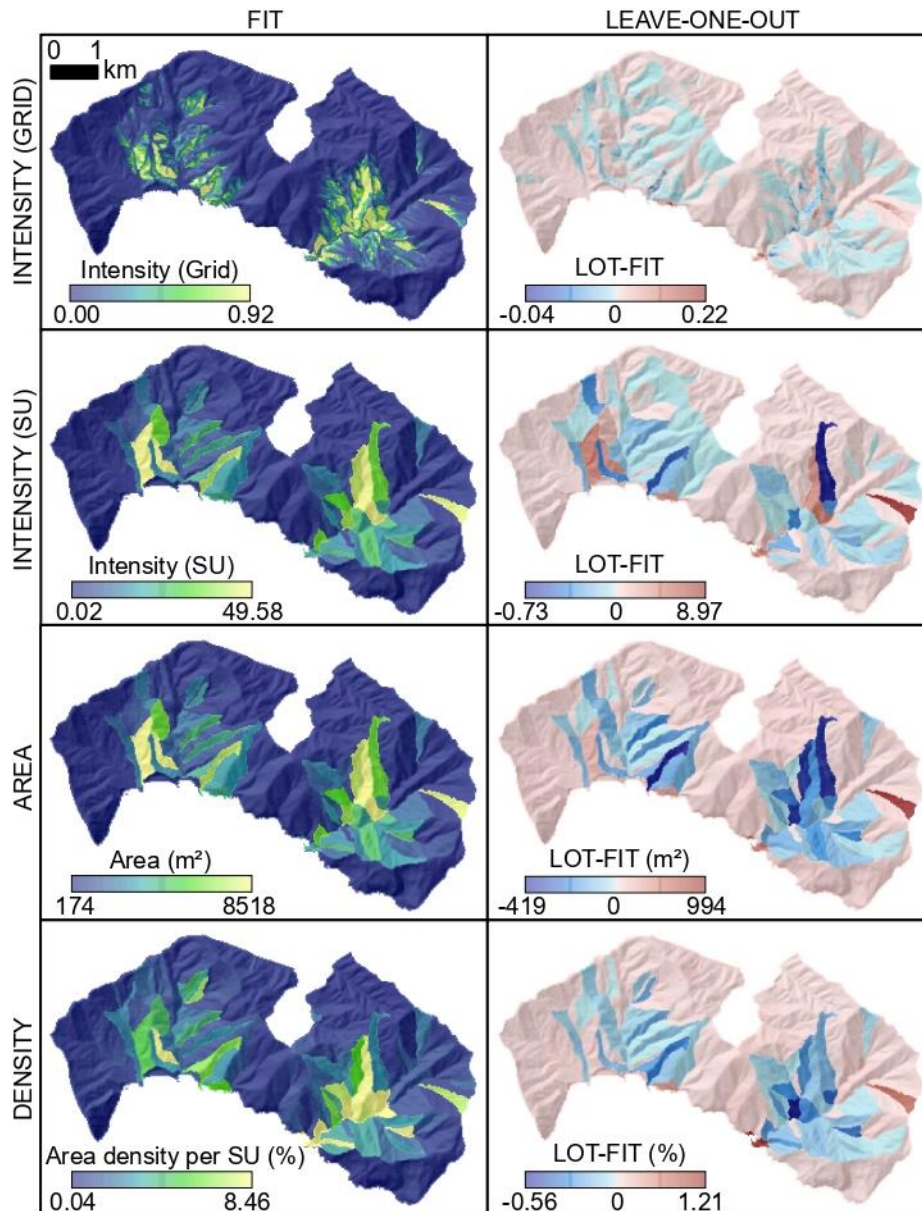 FIT
LEAVE-ONE-OUT
0 1
km
INTENSITY (GRID)
Intensity (Grid)
0.00 0.92
LOT-FIT
-0.04 0 0.22
INTENSITY (SU)
Intensity (SU)
0.02 49.58
LOT-FIT
-0.73 0 8.97
AREA
Area (m²)
174 8518
LOT-FIT (m²)
-419 0 994
DENSITY
Area density per SU (%)
0.04 8.46
LOT-FIT (%)
-0.56 0 1.21